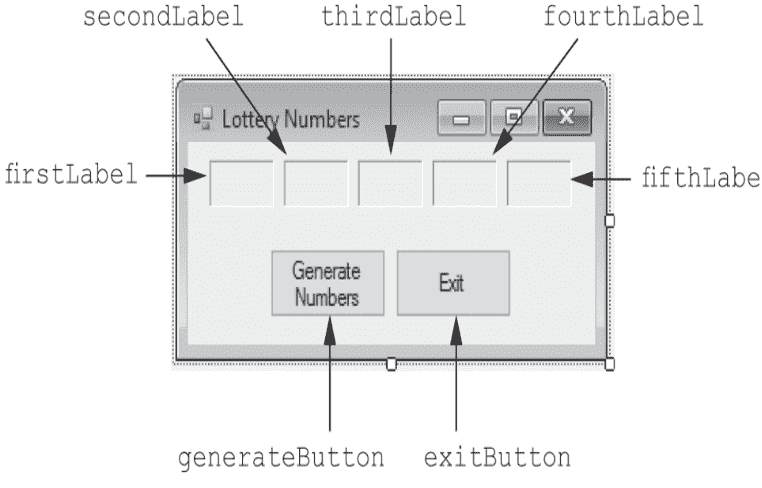 secondLabel thirdLabel fourthLabel
Lottery Numbers
firstLabel
fifthLabe
Generate
Numbers
Exit
generateButton exitButton